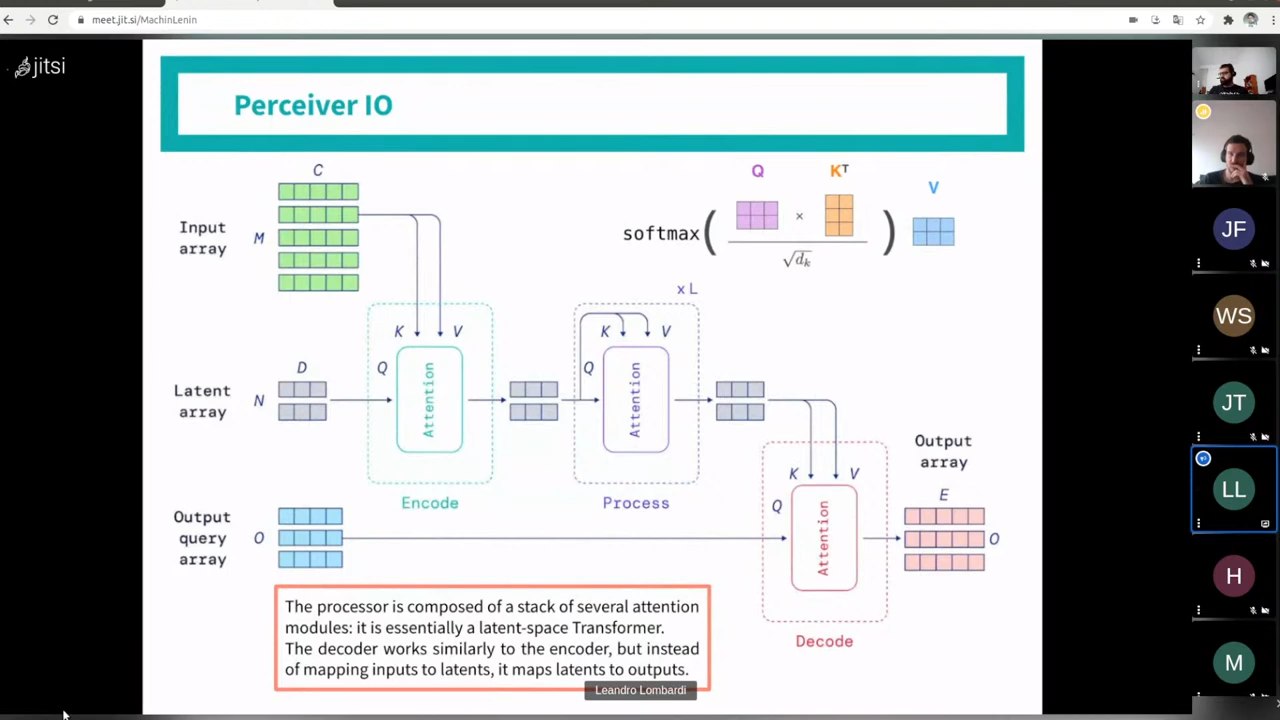 meet.jit.si/MachinLenin
jitsi
Perceiver IO
C
Q
Kᵀ
V
Input
array
M
softmax
(
×
)
√dₖ
x L
K
V
K
V
D
Q
Q
Latent
array
N
Attention
Attention
Output
array
K
V
E
Encode
Process
Q
Output
query
array
O
Attention
O
The processor is composed of a stack of several attention
modules: it is essentially a latent-space Transformer.
The decoder works similarly to the encoder, but instead
of mapping inputs to latents, it maps latents to outputs.
Decode
Leandro Lombardi
JF
WS
JT
LL
H
M